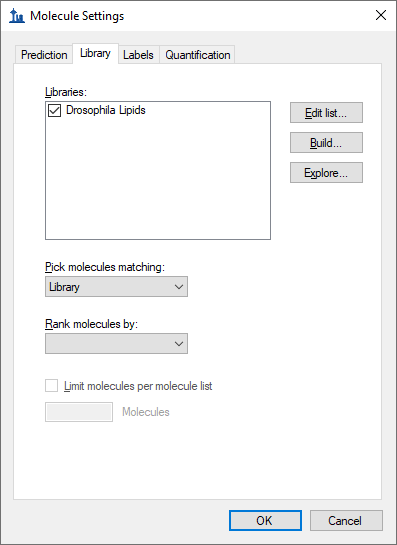 Molecule Settings
Prediction Library Labels Quantification
Libraries:
Drosophila Lipids
Edit list...
Build...
Explore...
Pick molecules matching:
Library
Rank molecules by:
Limit molecules per molecule list
Molecules
OK Cancel